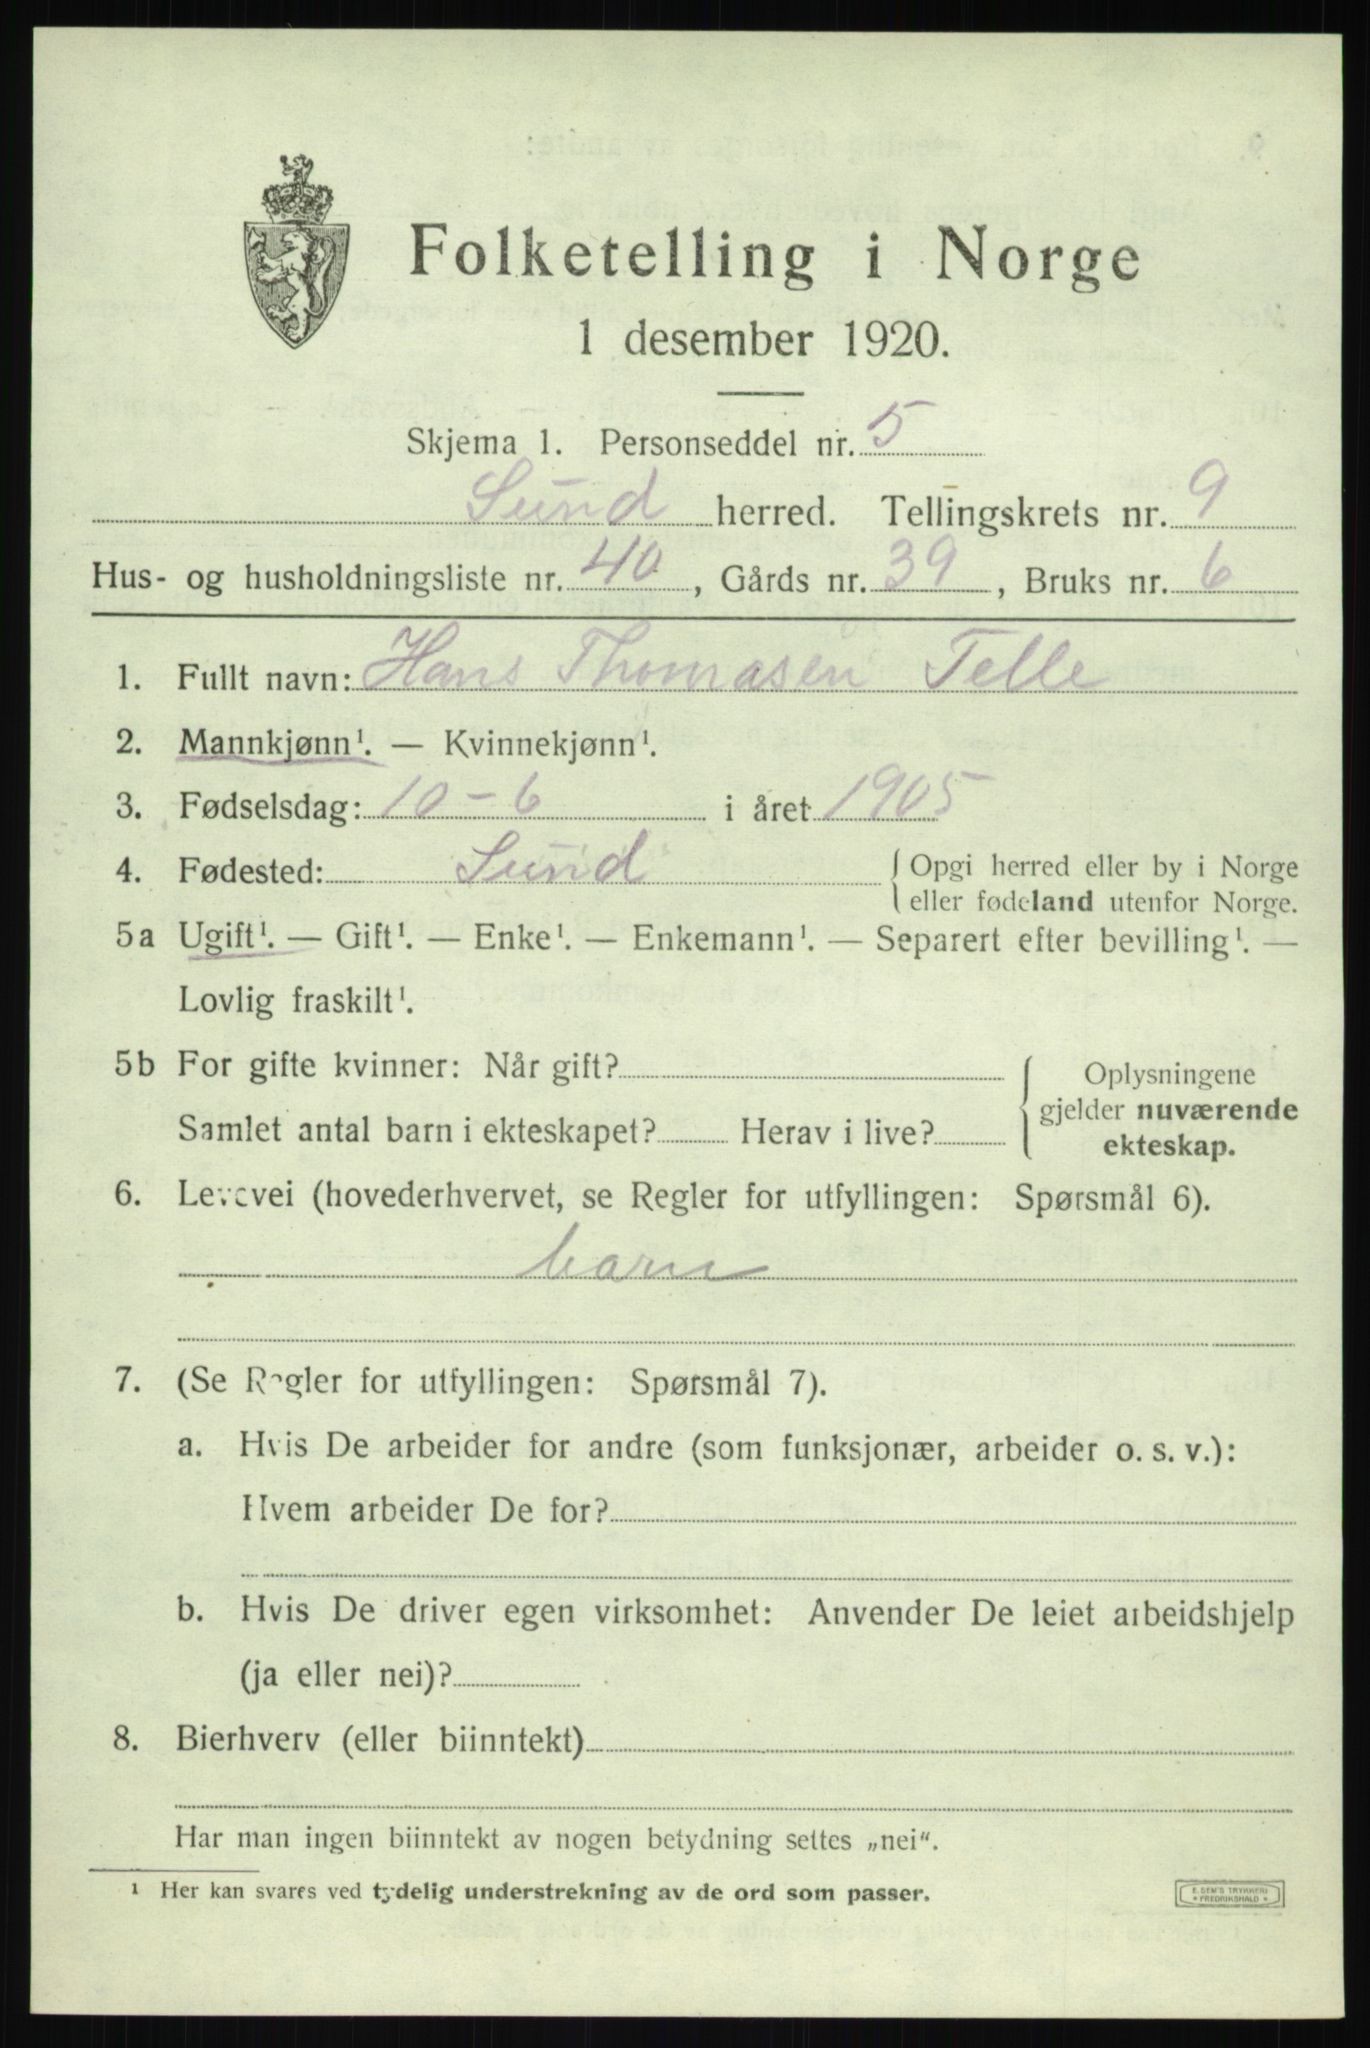 Folketelling i Norge
1 desember 1920.
Skjema 1. Personseddel nr. 5
Sund herred. Tellingskrets nr. 9
Hus- og husholdningsliste nr. 40, Gårds nr. 39, Bruks nr. 6
1. Fullt navn: Hans Thomasen Telle
2. Mannkjønn¹. — Kvinnekjønn¹.
3. Fødselsdag: 10-6 i året 1905
4. Fødested: Sund { Opgi herred eller by i Norge
eller fødeland utenfor Norge.
5a Ugift¹. — Gift¹. — Enke¹. — Enkemann¹. — Separert efter bevilling¹. —
Lovlig fraskilt¹.
5b For gifte kvinner: Når gift? { Oplysningene
gjelder nuværende
Samlet antal barn i ekteskapet? Herav i live?
ekteskap.
6. Levevei (hovederhvervet, se Regler for utfyllingen: Spørsmål 6).
barn
7. (Se Regler for utfyllingen: Spørsmål 7).
a. Hvis De arbeider for andre (som funksjonær, arbeider o. s. v.):
Hvem arbeider De for?
b. Hvis De driver egen virksomhet: Anvender De leiet arbeidshjelp
(ja eller nei)?
8. Bierhverv (eller biinntekt)
Har man ingen biinntekt av nogen betydning settes „nei“.
¹ Her kan svares ved tydelig understrekning av de ord som passer.
E. SEM'S TRYKKERI
* FREDRIKSHALD *